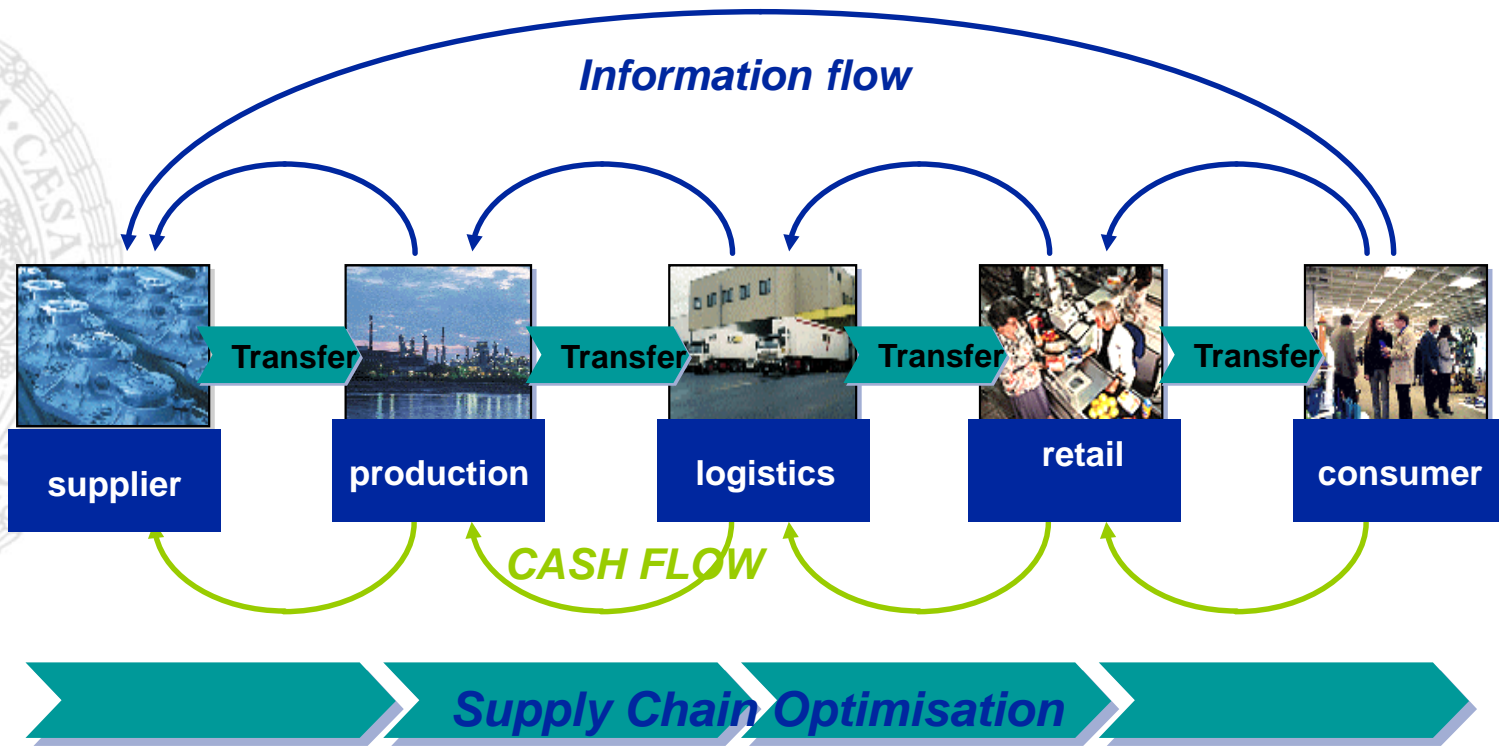 Information flow
Transfer
Transfer
Transfer
Transfer
supplier
production
logistics
retail
consumer
CASH FLOW
Supply Chain Optimisation